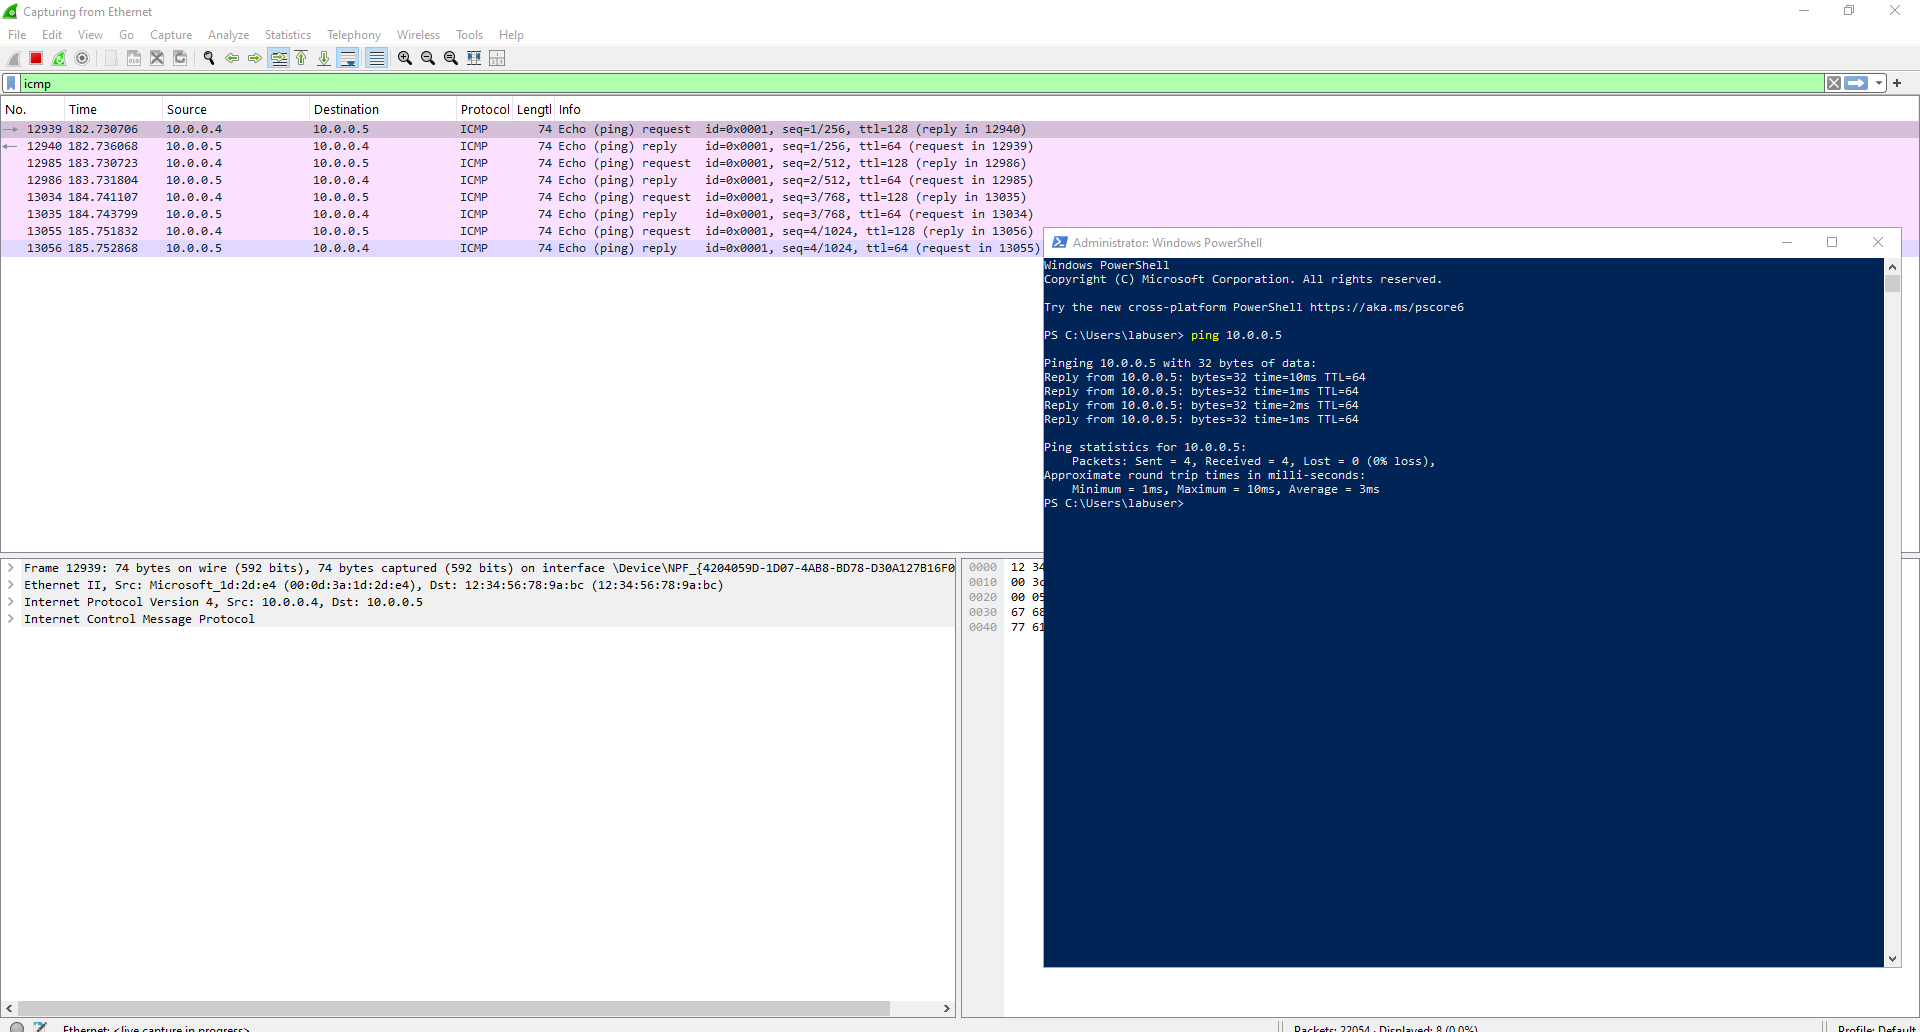 Capturing from Ethernet
File Edit View Go Capture Analyze Statistics Telephony Wireless Tools Help
icmp
No. Time Source Destination Protocol Lengtl Info
12939 182.730706 10.0.0.4 10.0.0.5 ICMP 74 Echo (ping) request id=0x0001, seq=1/256, ttl=128 (reply in 12940)
12940 182.736068 10.0.0.5 10.0.0.4 ICMP 74 Echo (ping) reply id=0x0001, seq=1/256, ttl=64 (request in 12939)
12985 183.730723 10.0.0.4 10.0.0.5 ICMP 74 Echo (ping) request id=0x0001, seq=2/512, ttl=128 (reply in 12986)
12986 183.731804 10.0.0.5 10.0.0.4 ICMP 74 Echo (ping) reply id=0x0001, seq=2/512, ttl=64 (request in 12985)
13034 184.741107 10.0.0.4 10.0.0.5 ICMP 74 Echo (ping) request id=0x0001, seq=3/768, ttl=128 (reply in 13035)
13035 184.743799 10.0.0.5 10.0.0.4 ICMP 74 Echo (ping) reply id=0x0001, seq=3/768, ttl=64 (request in 13034)
13055 185.751832 10.0.0.4 10.0.0.5 ICMP 74 Echo (ping) request id=0x0001, seq=4/1024, ttl=128 (reply in 13056)
13056 185.752868 10.0.0.5 10.0.0.4 ICMP 74 Echo (ping) reply id=0x0001, seq=4/1024, ttl=64 (request in 13055)
Administrator: Windows PowerShell
Windows PowerShell
Copyright (C) Microsoft Corporation. All rights reserved.
Try the new cross-platform PowerShell https://aka.ms/pscore6
PS C:\Users\labuser> ping 10.0.0.5
Pinging 10.0.0.5 with 32 bytes of data:
Reply from 10.0.0.5: bytes=32 time=10ms TTL=64
Reply from 10.0.0.5: bytes=32 time=1ms TTL=64
Reply from 10.0.0.5: bytes=32 time=2ms TTL=64
Reply from 10.0.0.5: bytes=32 time=1ms TTL=64
Ping statistics for 10.0.0.5:
Packets: Sent = 4, Received = 4, Lost = 0 (0% loss),
Approximate round trip times in milli-seconds:
Minimum = 1ms, Maximum = 10ms, Average = 3ms
PS C:\Users\labuser>
Frame 12939: 74 bytes on wire (592 bits), 74 bytes captured (592 bits) on interface \Device\NPF_{4204059D-1D07-4AB8-BD78-D30A127B16F0
Ethernet II, Src: Microsoft_1d:2d:e4 (00:0d:3a:1d:2d:e4), Dst: 12:34:56:78:9a:bc (12:34:56:78:9a:bc)
Internet Protocol Version 4, Src: 10.0.0.4, Dst: 10.0.0.5
Internet Control Message Protocol
0000 12 34
0010 00 3c
0020 00 05
0030 67 68
0040 77 61
Ethernet: <live capture in progress>
Packets: 22054 · Displayed: 8 (0.0%)
Profile: Default